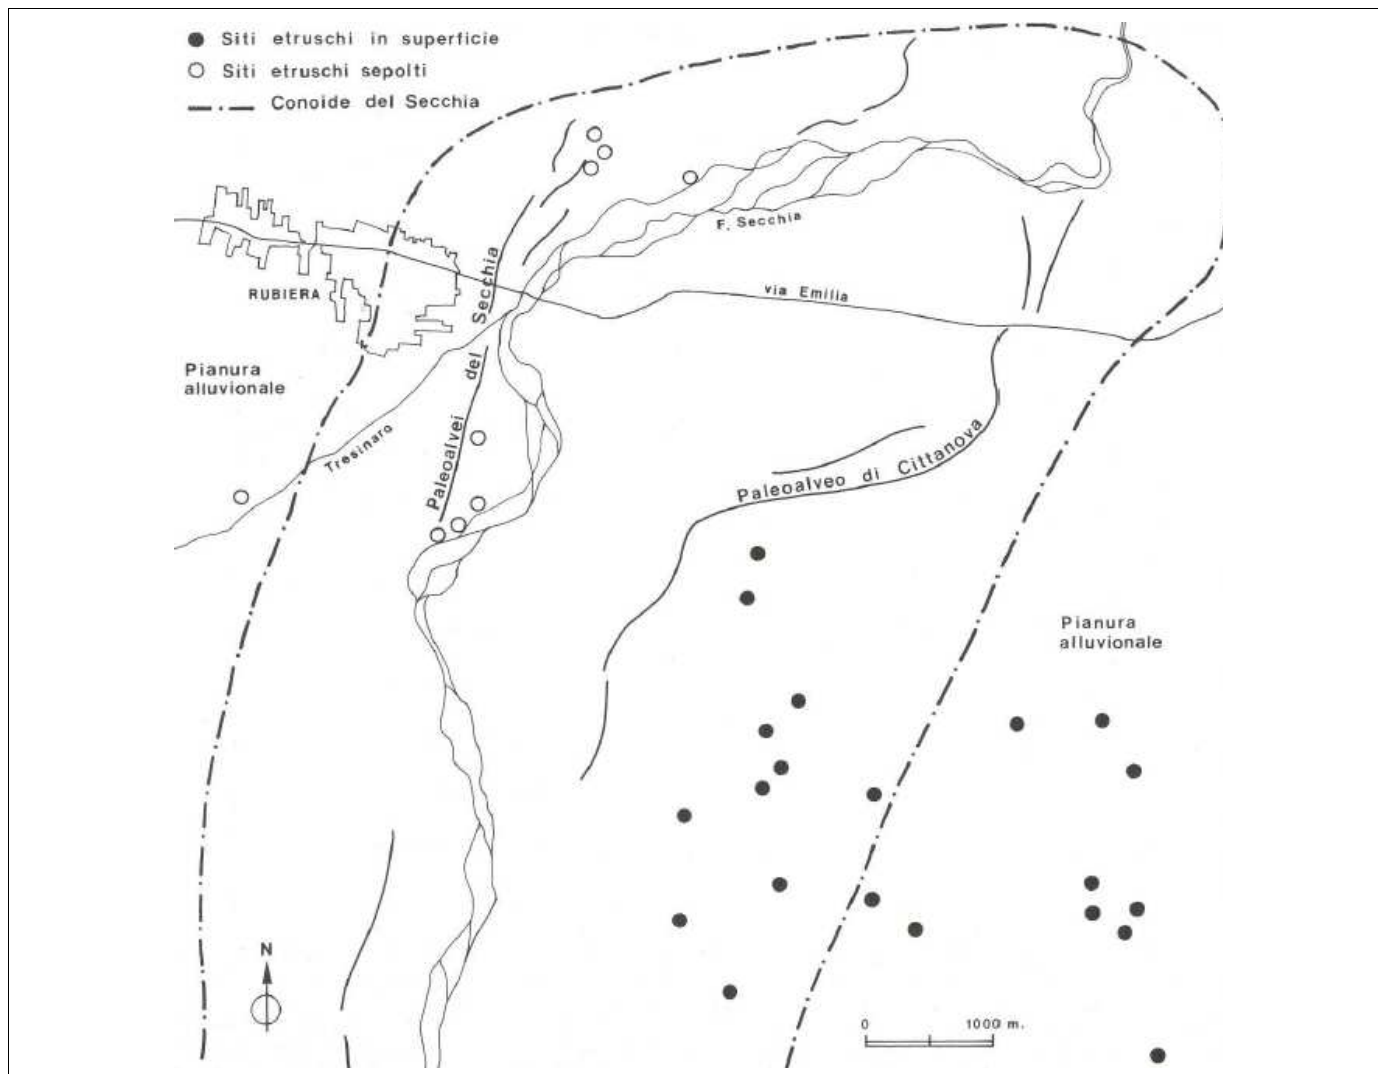 Siti etruschi in superficie
Siti etruschi sepolti
Conoide del Secchia
F. Secchia
RUBIERA
via Emilia
Paleoalvei del Secchia
Pianura
alluvionale
Tresinaro
Paleoalveo di Cittanova
Pianura
alluvionale
N
0 1000 m.